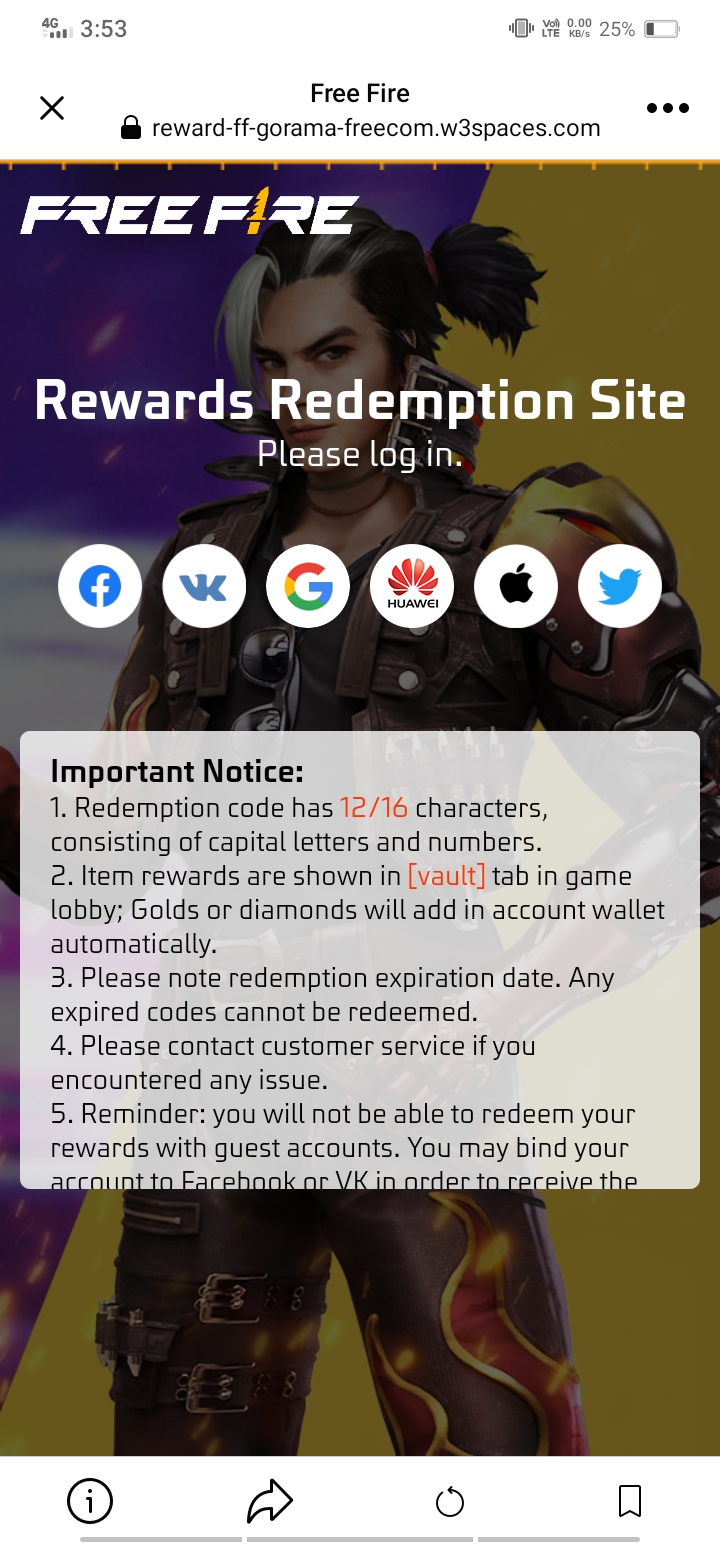 4G 3:53 Vo) LTE 0.00 KB/s 25%
Free Fire
reward-ff-gorama-freecom.w3spaces.com
FREE FIRE
Rewards Redemption Site
Please log in.
HUAWEI
Important Notice:
1. Redemption code has 12/16 characters,
consisting of capital letters and numbers.
2. Item rewards are shown in [vault] tab in game
lobby; Golds or diamonds will add in account wallet
automatically.
3. Please note redemption expiration date. Any
expired codes cannot be redeemed.
4. Please contact customer service if you
encountered any issue.
5. Reminder: you will not be able to redeem your
rewards with guest accounts. You may bind your
account to Facebook or VK in order to receive the